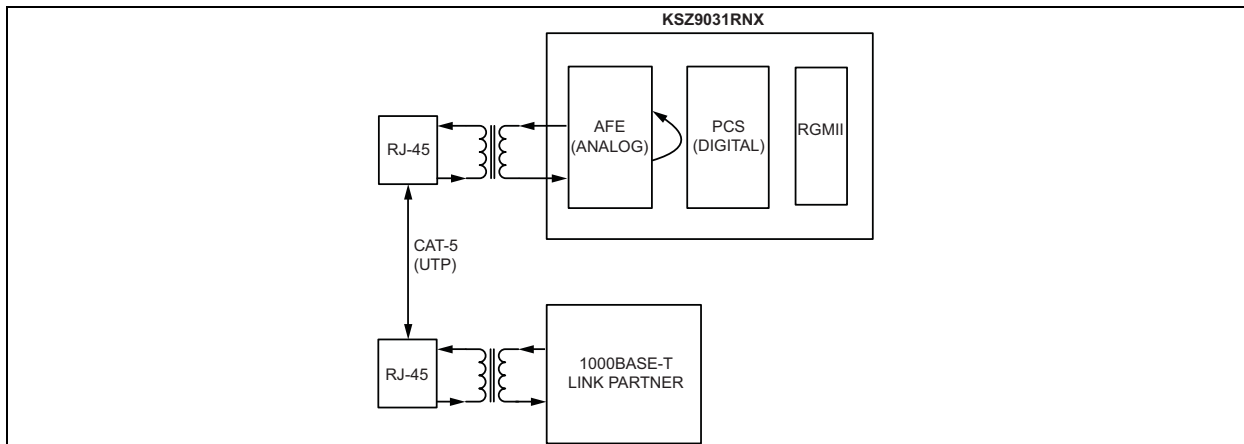 KSZ9031RNX
AFE
(ANALOG)
PCS
(DIGITAL)
RGMII
RJ-45
CAT-5
(UTP)
RJ-45
1000BASE-T
LINK PARTNER